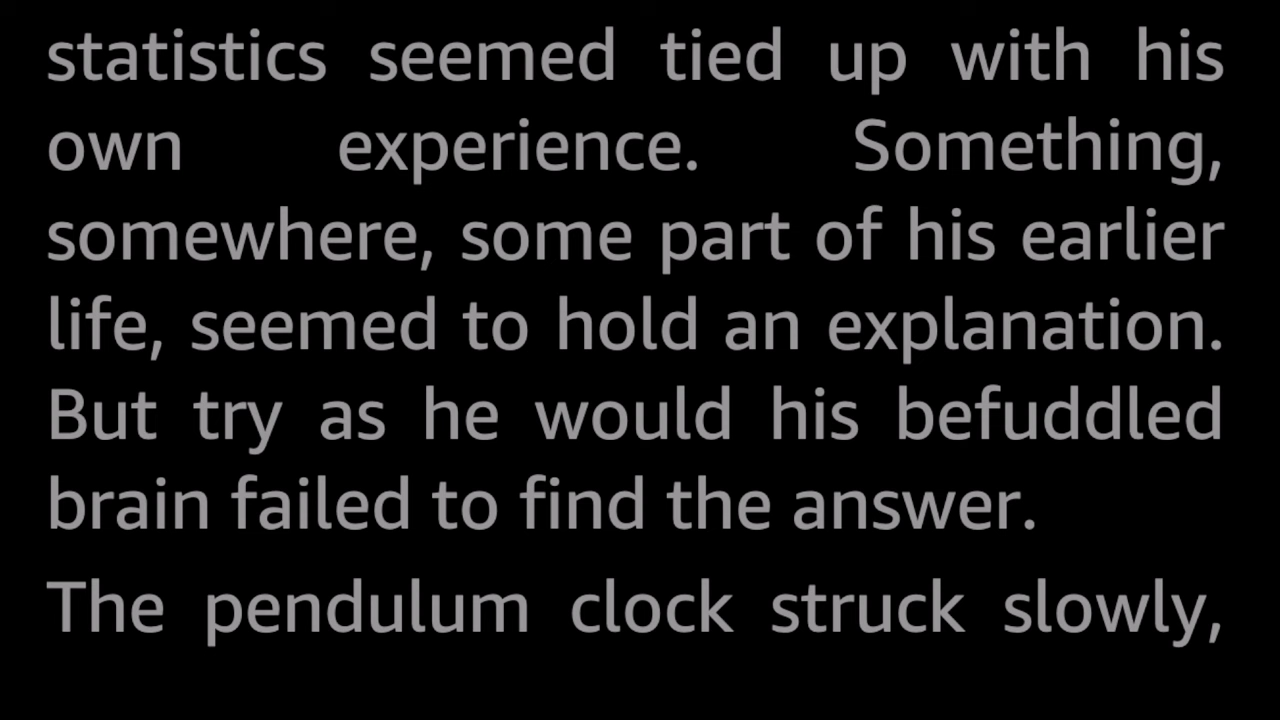 statistics seemed tied up with his
own experience. Something,
somewhere, some part of his earlier
life, seemed to hold an explanation.
But try as he would his befuddled
brain failed to find the answer.
The pendulum clock struck slowly,